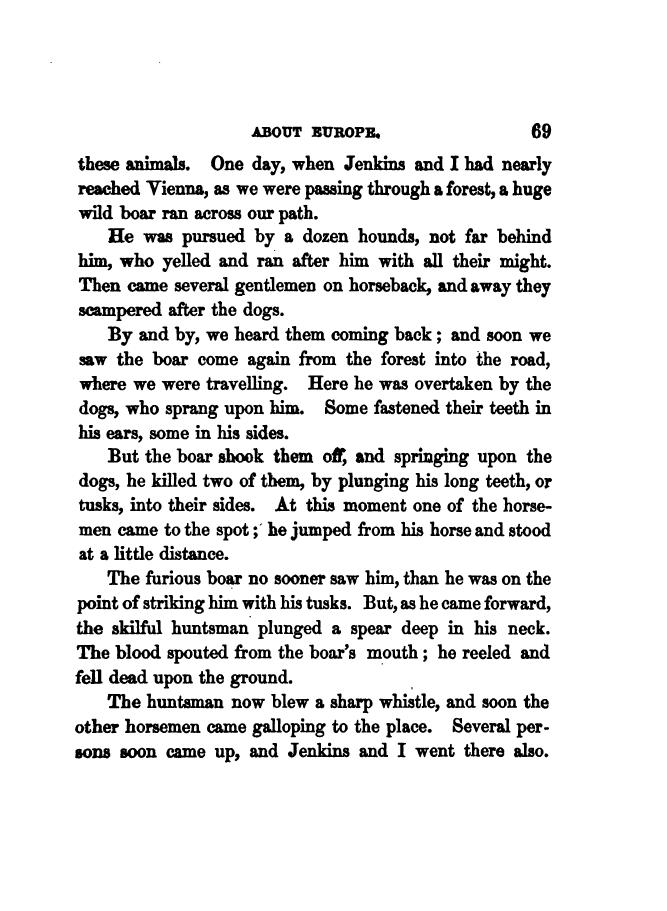 ABOUT EUROPE. 69
these animals. One day, when Jenkins and I had nearly
reached Vienna, as we were passing through a forest, a huge
wild boar ran across our path.
He was pursued by a dozen hounds, not far behind
him, who yelled and ran after him with all their might.
Then came several gentlemen on horseback, and away they
scampered after the dogs.
By and by, we heard them coming back; and soon we
saw the boar come again from the forest into the road,
where we were travelling. Here he was overtaken by the
dogs, who sprang upon him. Some fastened their teeth in
his ears, some in his sides.
But the boar shook them off, and springing upon the
dogs, he killed two of them, by plunging his long teeth, or
tusks, into their sides. At this moment one of the horse-
men came to the spot; he jumped from his horse and stood
at a little distance.
The furious boar no sooner saw him, than he was on the
point of striking him with his tusks. But, as he came forward,
the skilful huntsman plunged a spear deep in his neck.
The blood spouted from the boar's mouth; he reeled and
fell dead upon the ground.
The huntsman now blew a sharp whistle, and soon the
other horsemen came galloping to the place. Several per-
sons soon came up, and Jenkins and I went there also.